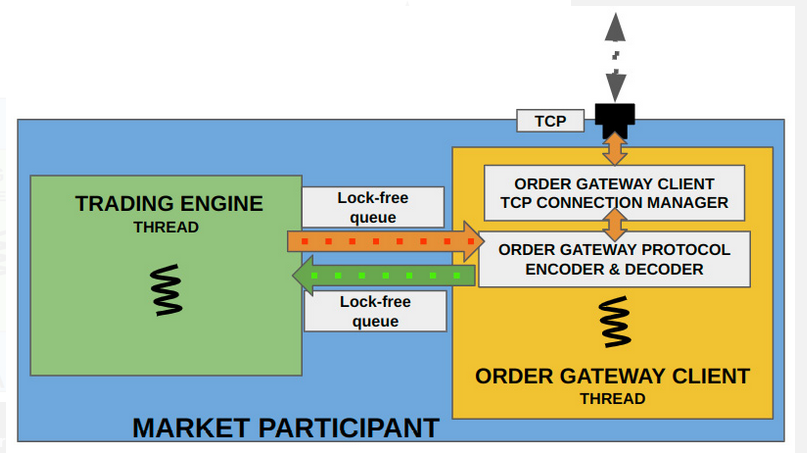 TCP
TRADING ENGINE
THREAD
Lock-free
queue
Lock-free
queue
ORDER GATEWAY CLIENT
TCP CONNECTION MANAGER
ORDER GATEWAY PROTOCOL
ENCODER & DECODER
ORDER GATEWAY CLIENT
THREAD
MARKET PARTICIPANT